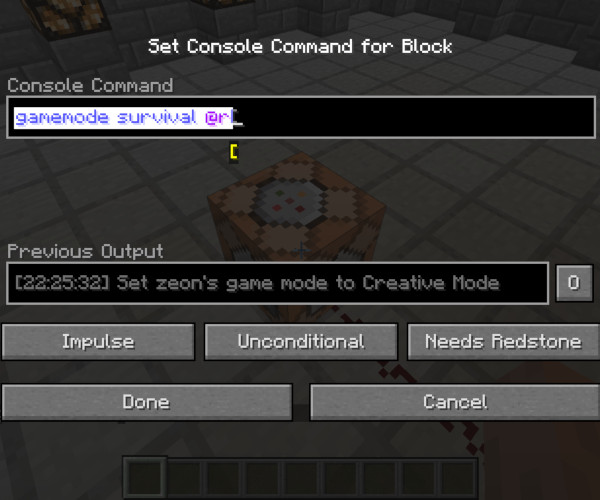 Set Console Command for Block
Console Command
gamemode survival @r[_
[
Previous Output
[22:25:32] Set zeon's game mode to Creative Mode
O
Impulse
Unconditional
Needs Redstone
Done
Cancel